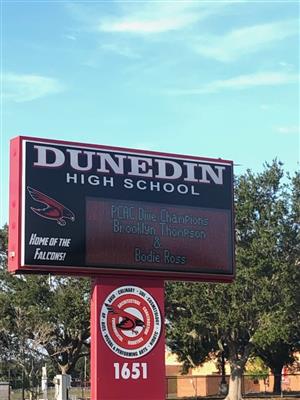 DUNEDIN
HIGH SCHOOL
PCAC Dive Champions
Brooklyn Thompson
&
Bodie Ross
HOME OF THE
FALCONS!
1651